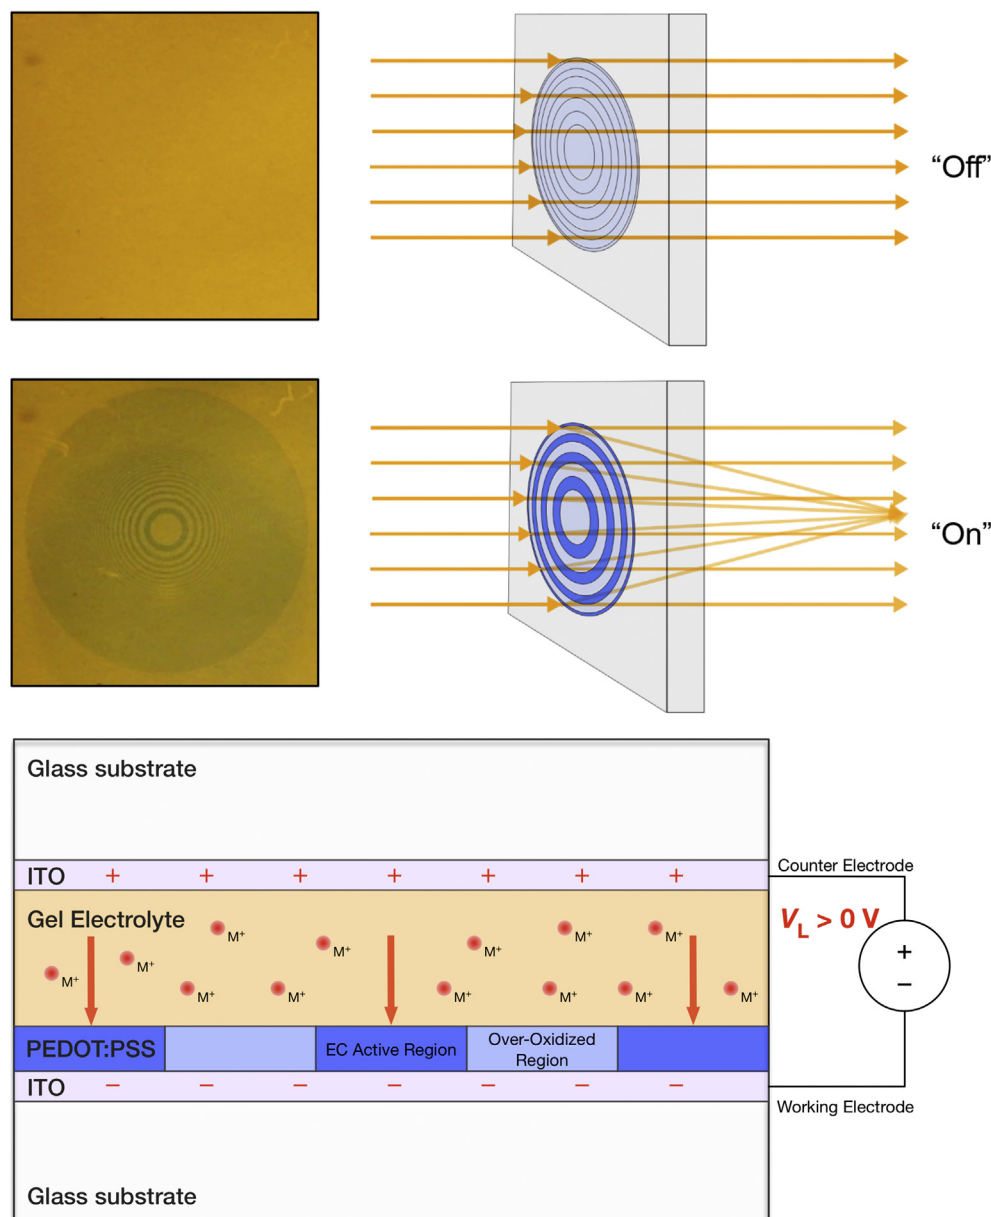 “Off”
“On”
Glass substrate
ITO + + + + + + +
Counter Electrode
Gel Electrolyte
V_L > 0 V
M⁺
M⁺
M⁺
M⁺
M⁺
M⁺
M⁺
M⁺
M⁺
M⁺
M⁺
M⁺
M⁺
+
−
PEDOT:PSS
EC Active Region
Over-Oxidized
Region
ITO − − − − − − −
Working Electrode
Glass substrate